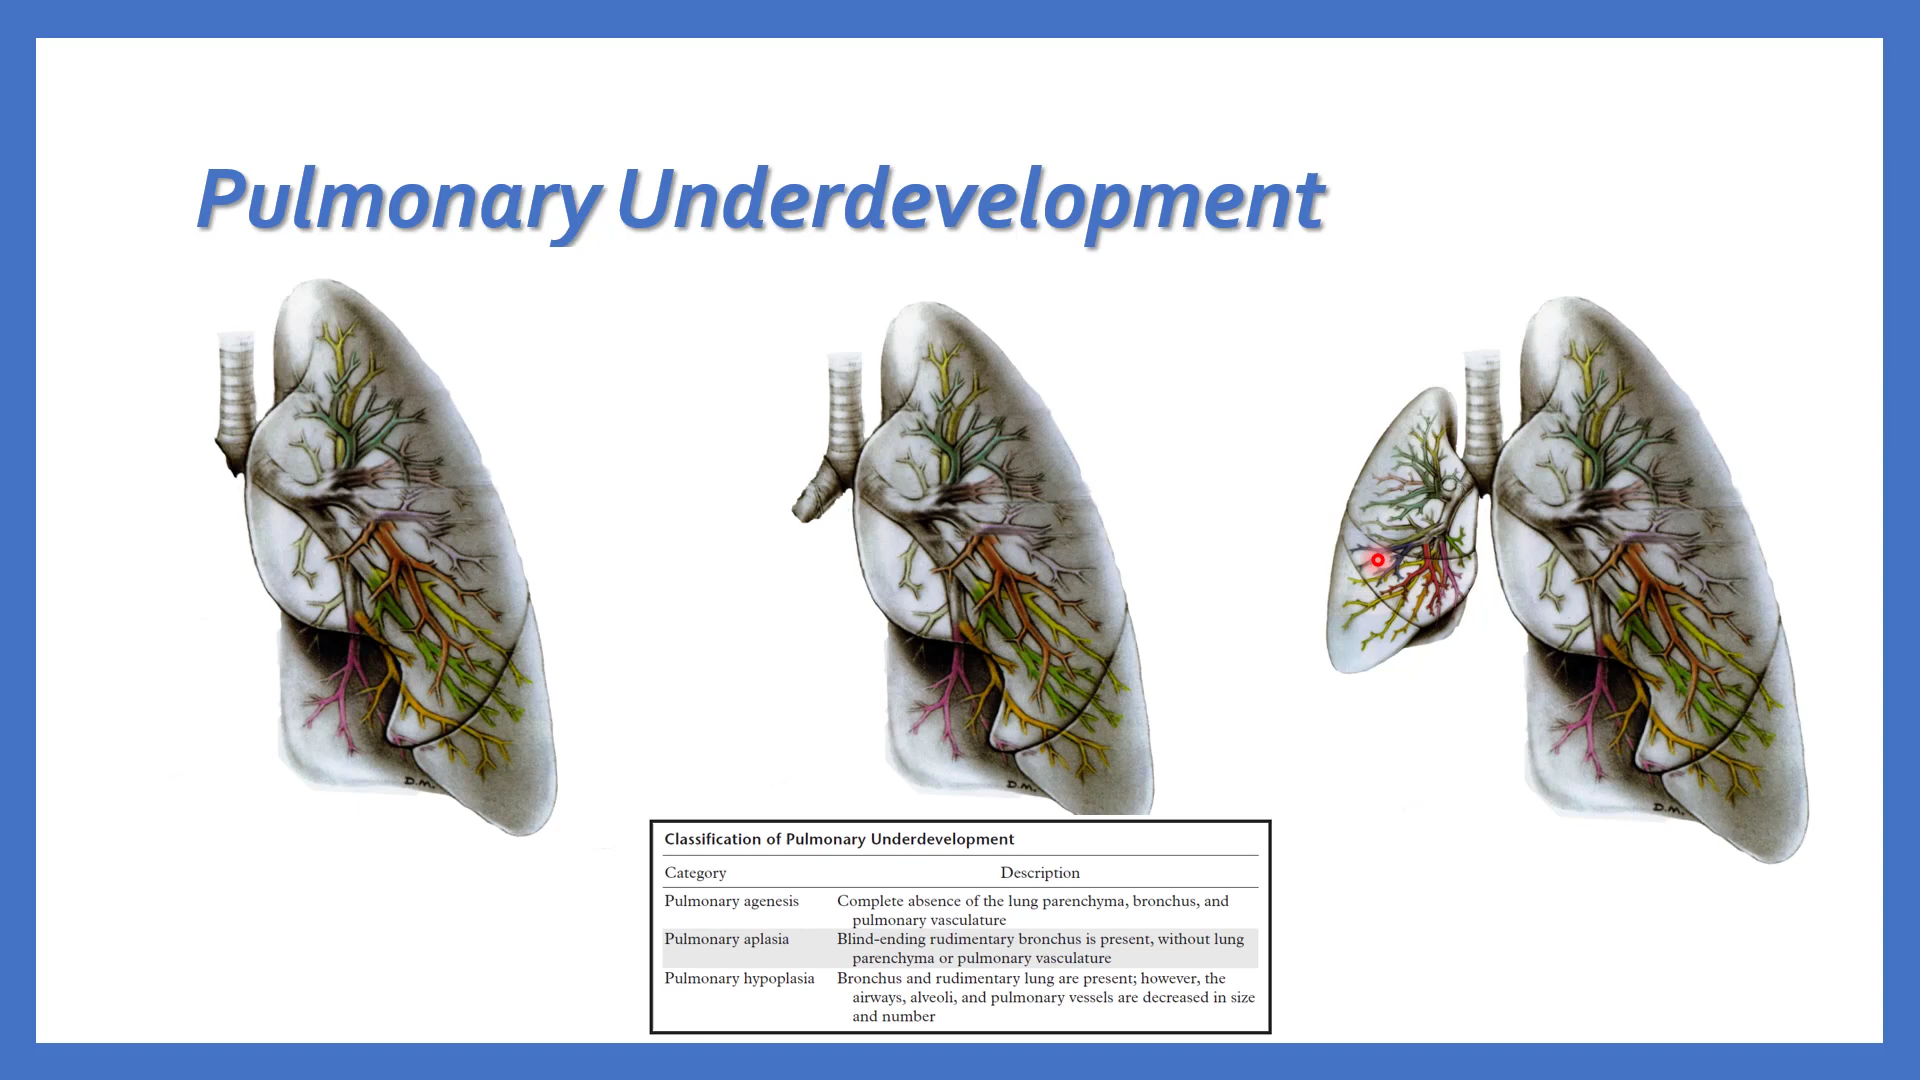 Pulmonary Underdevelopment
D.M.
D.M.
D.M.
Classification of Pulmonary Underdevelopment
Category Description
Pulmonary agenesis Complete absence of the lung parenchyma, bronchus, and
pulmonary vasculature
Pulmonary aplasia Blind-ending rudimentary bronchus is present, without lung
parenchyma or pulmonary vasculature
Pulmonary hypoplasia Bronchus and rudimentary lung are present; however, the
airways, alveoli, and pulmonary vessels are decreased in size
and number